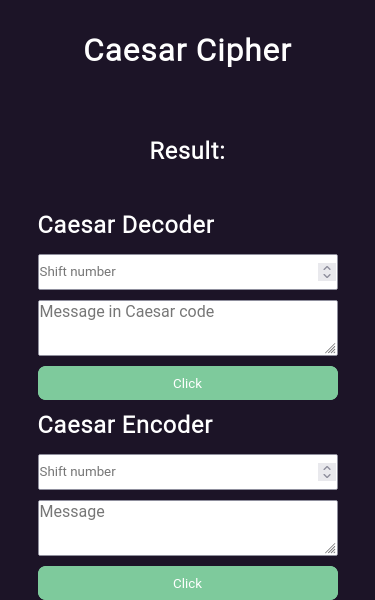 Caesar Cipher
Result:
Caesar Decoder
Shift number
Message in Caesar code
Click
Caesar Encoder
Shift number
Message
Click